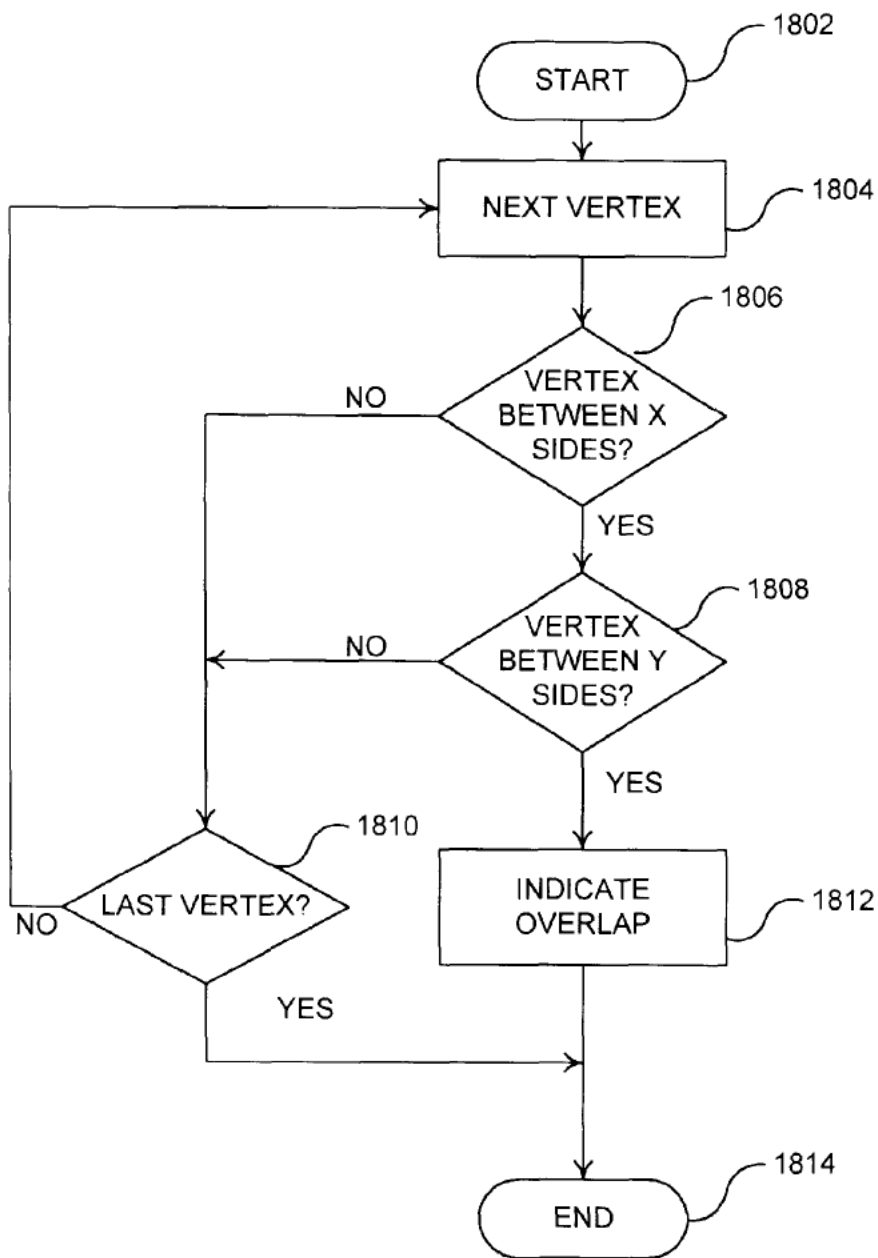 1802
START
NEXT VERTEX
1804
1806
VERTEX
BETWEEN X
SIDES?
NO
YES
1808
VERTEX
BETWEEN Y
SIDES?
NO
YES
1810
LAST VERTEX?
NO
YES
INDICATE
OVERLAP
1812
1814
END